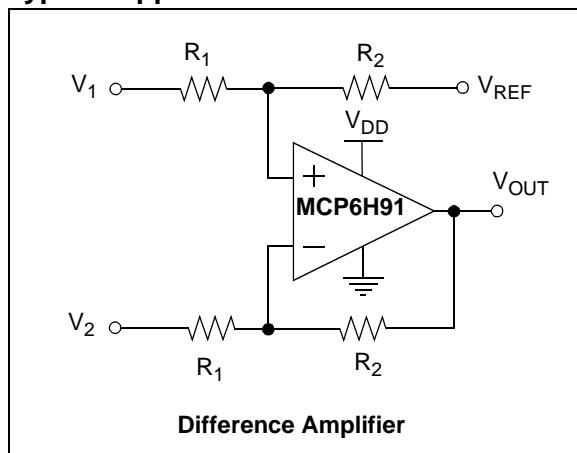 R1
R2
V1
VREF
VDD
+
MCP6H91
VOUT
−
V2
R1
R2
Difference Amplifier